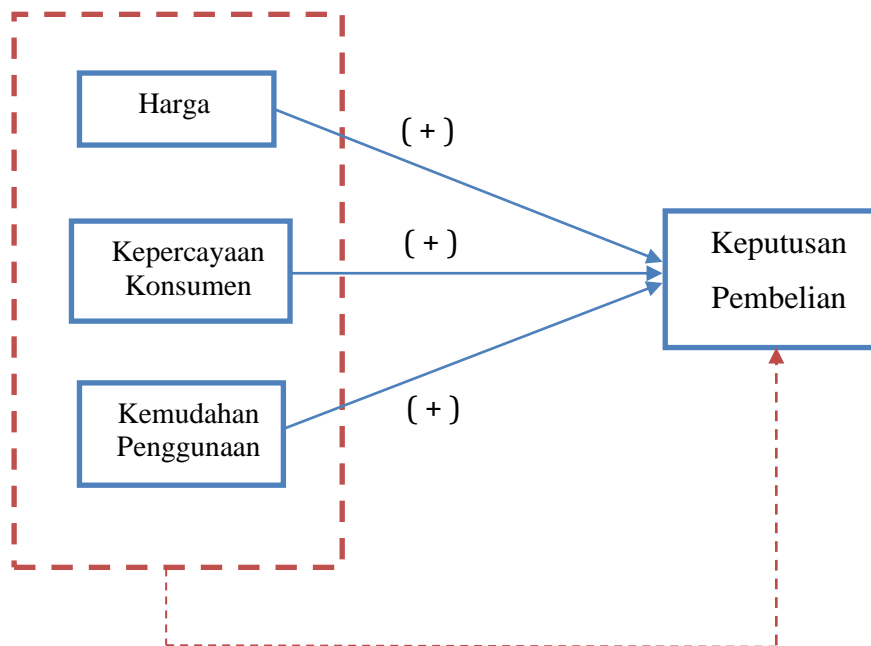 Harga
( + )
Kepercayaan
Konsumen
( + )
Keputusan
Pembelian
Kemudahan
Penggunaan
( + )